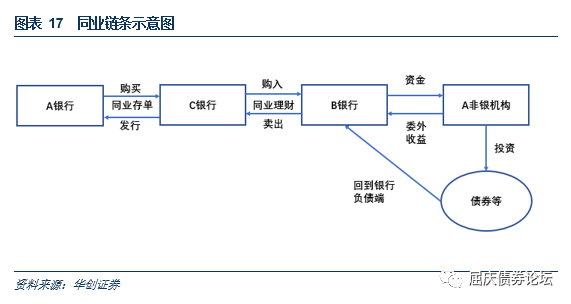 图表 17 同业链条示意图
A银行
购买
同业存单
发行
C银行
购入
同业理财
卖出
B银行
资金
委外
收益
A非银机构
投资
回到银行
负债端
债券等
资料来源：华创证券
屈庆债券论坛